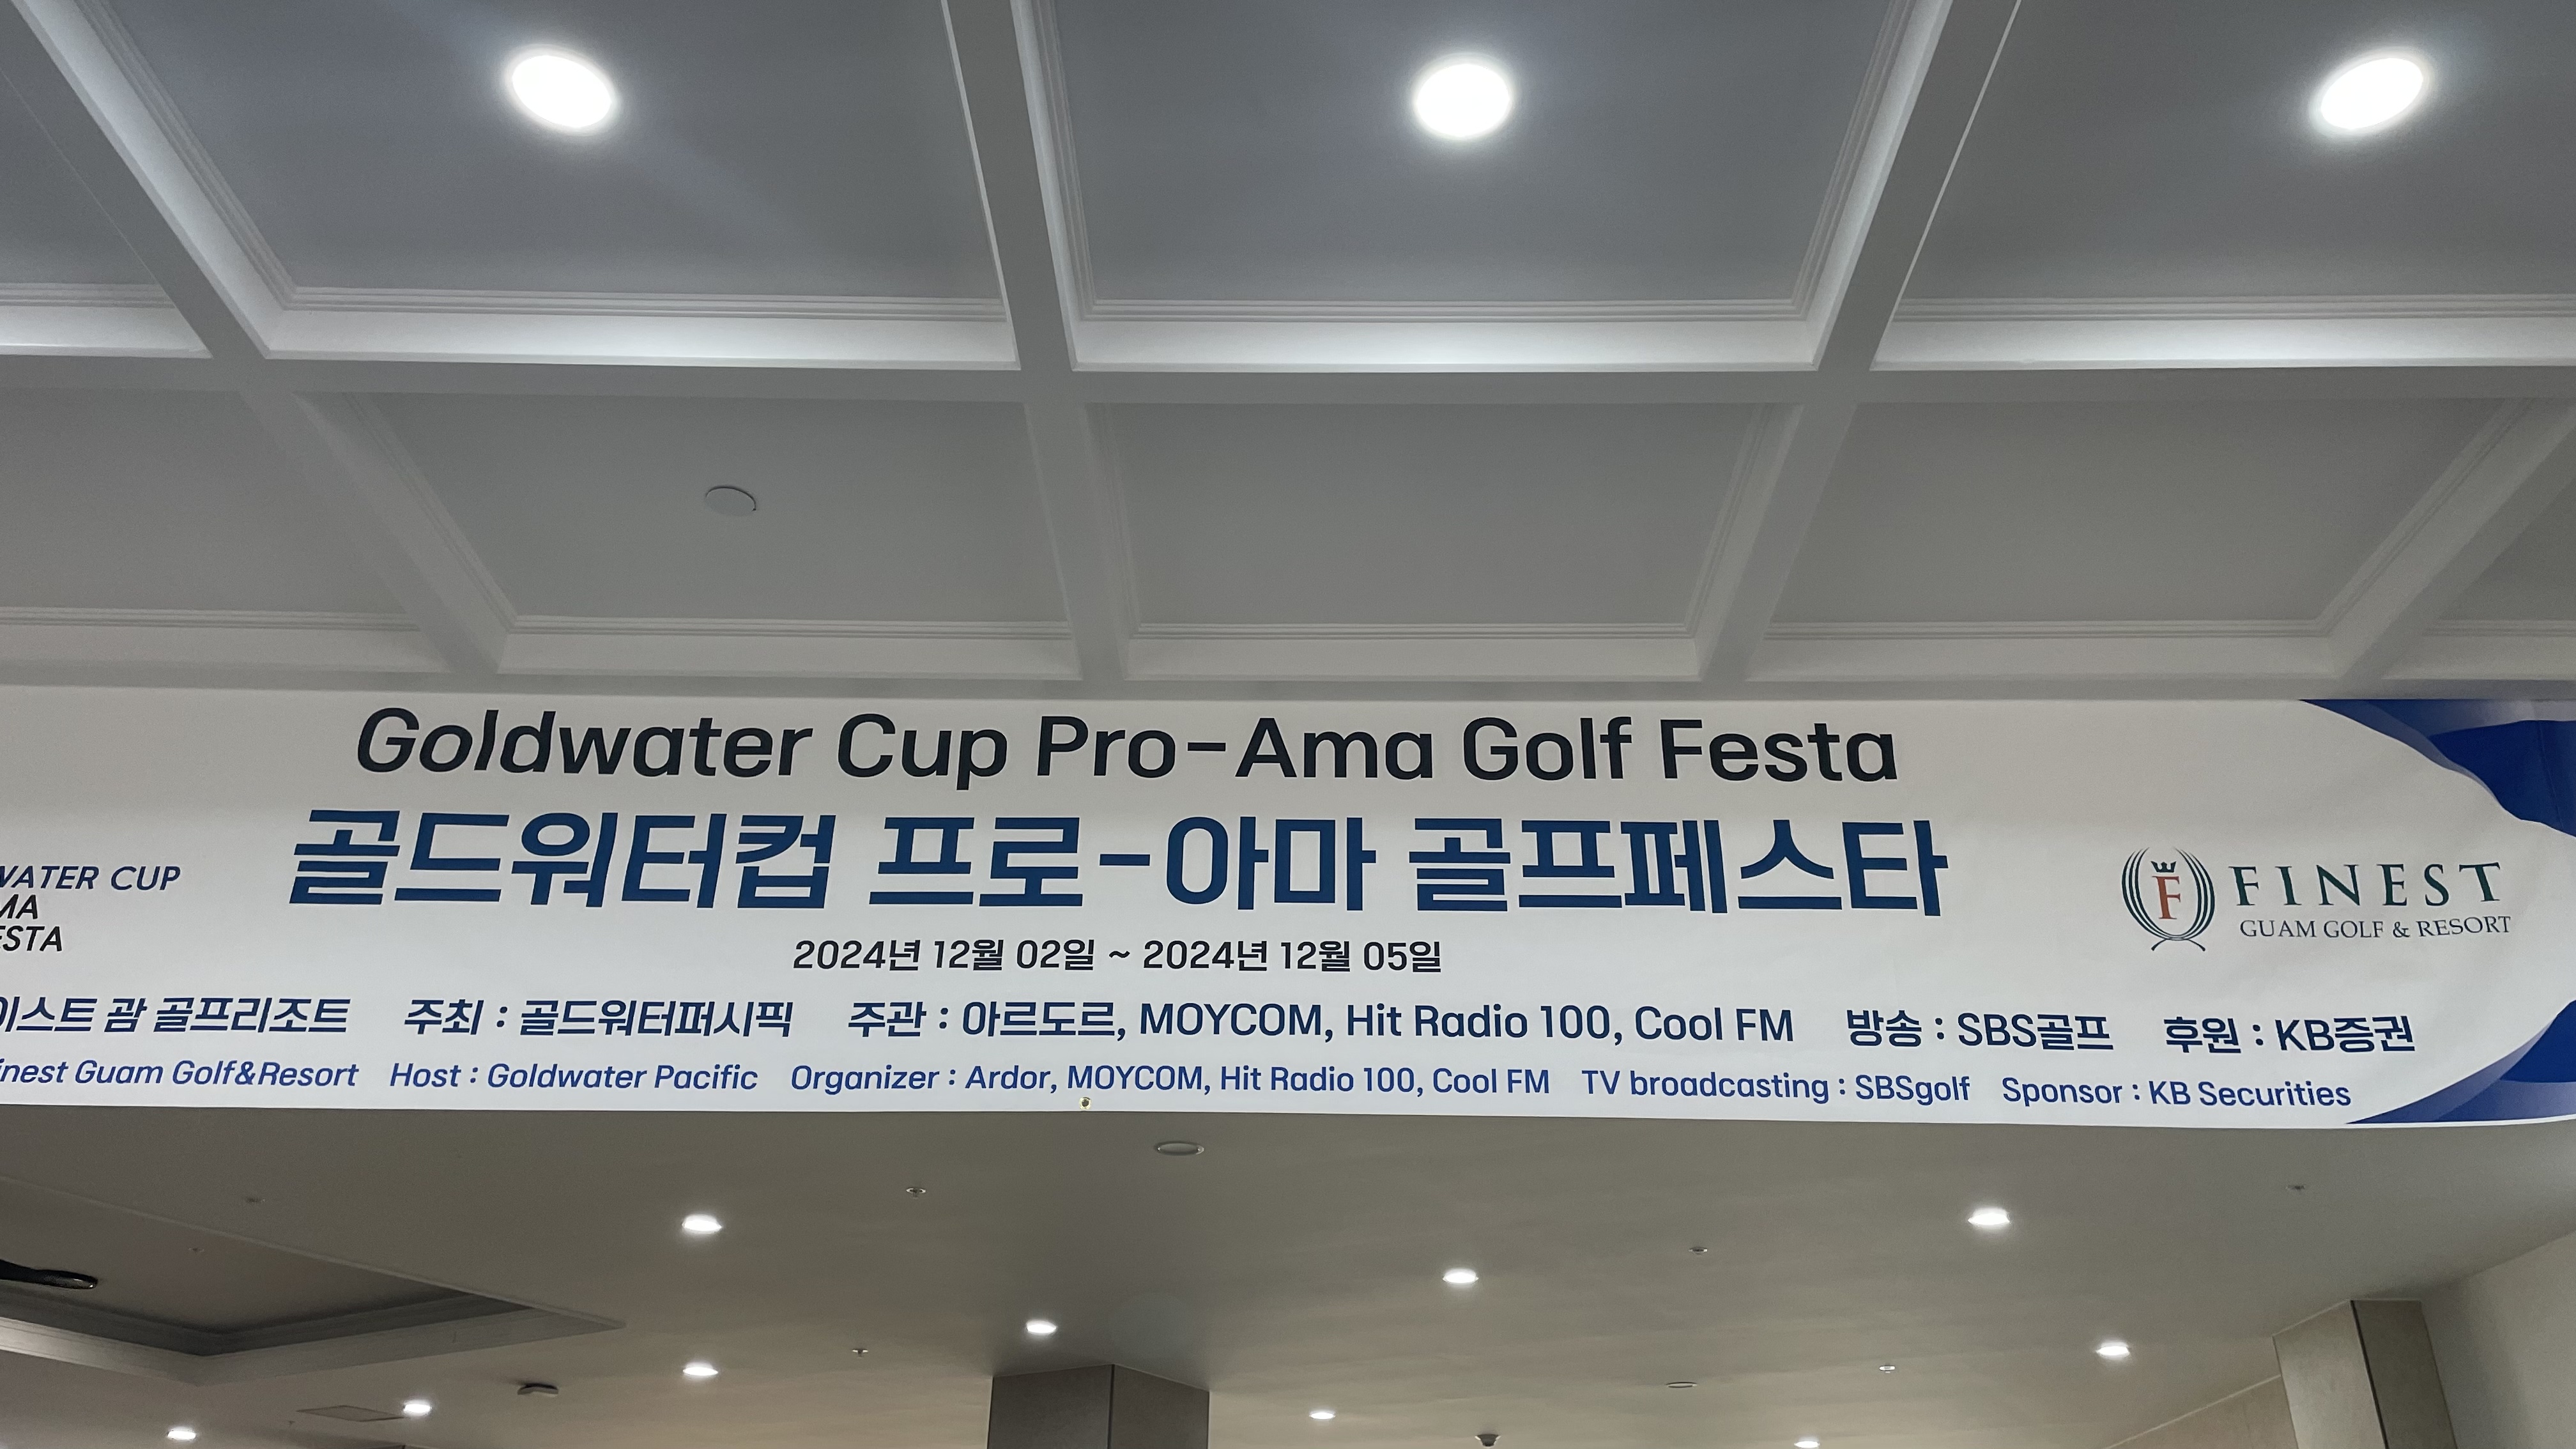 Goldwater Cup Pro-Ama Golf Festa
골드워터컵 프로-아마 골프페스타
WATER CUP
MA
ESTA
F
FINEST
GUAM GOLF & RESORT
2024년 12월 02일 ~ 2024년 12월 05일
이스트 괌 골프리조트 주최 : 골드워터퍼시픽 주관 : 아르도르, MOYCOM, Hit Radio 100, Cool FM 방송 : SBS골프 후원 : KB증권
inest Guam Golf&Resort Host : Goldwater Pacific Organizer : Ardor, MOYCOM, Hit Radio 100, Cool FM TV broadcasting : SBSgolf Sponsor : KB Securities